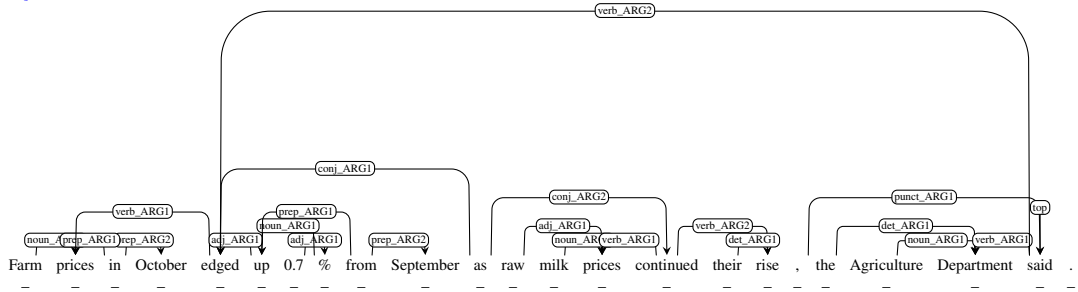 verb_ARG2
conj_ARG1
conj_ARG2 punct_ARG1
top
verb_ARG1 prep_ARG1
noun_ARG1 adj_ARG1 verb_ARG2 det_ARG1
prep_ARG1 adj_ARG1 adj_ARG1 prep_ARG2 verb_ARG1 det_ARG1 noun_ARG1 verb_ARG1
Farm prices in October edged up 0.7 % from September as raw milk prices continued their rise , the Agriculture Department said .
_ _ _ _ _ _ _ _ _ _ _ _ _ _ _ _ _ _ _ _ _ _ _